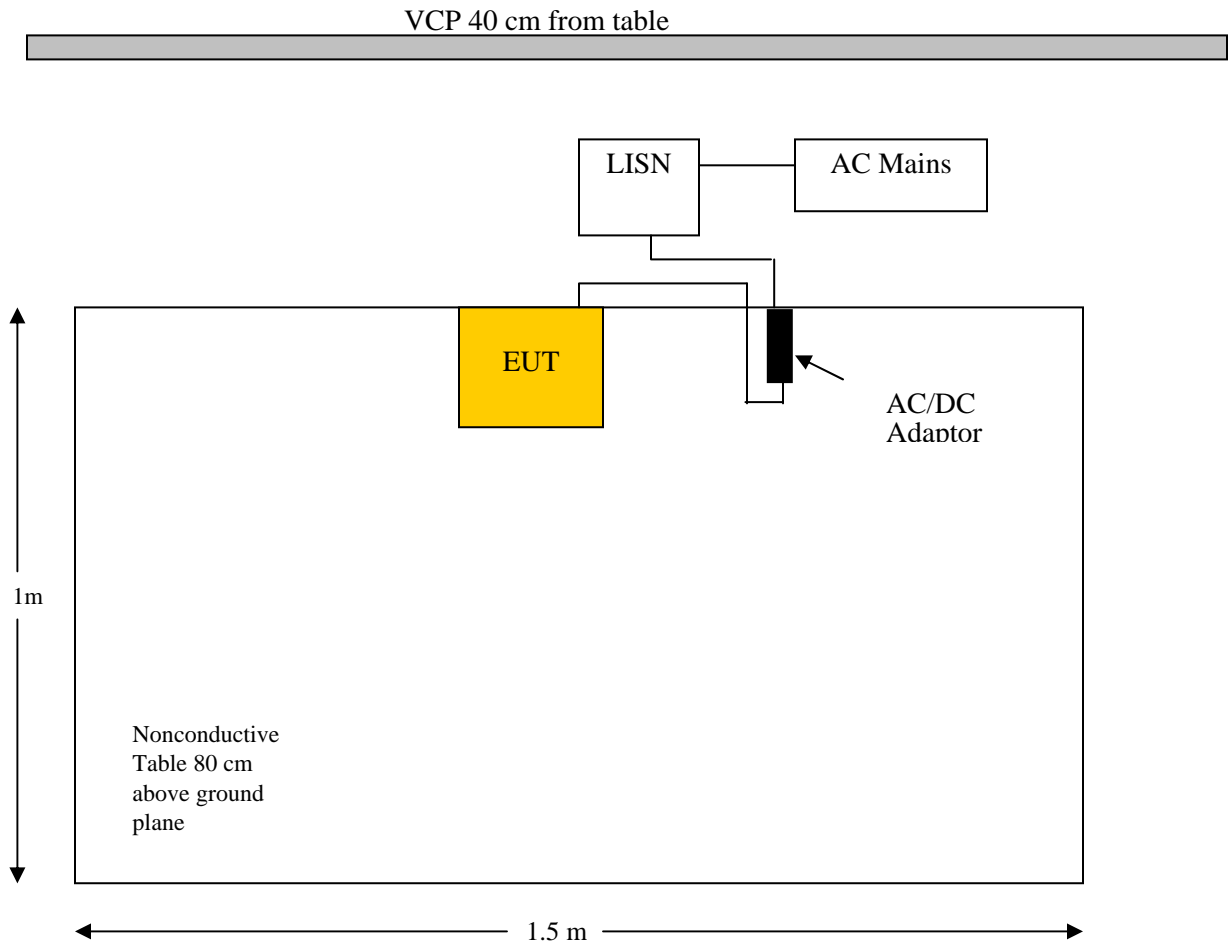 VCP 40 cm from table
LISN
AC Mains
EUT
AC/DC
Adaptor
1m
Nonconductive
Table 80 cm
above ground
plane
1.5 m